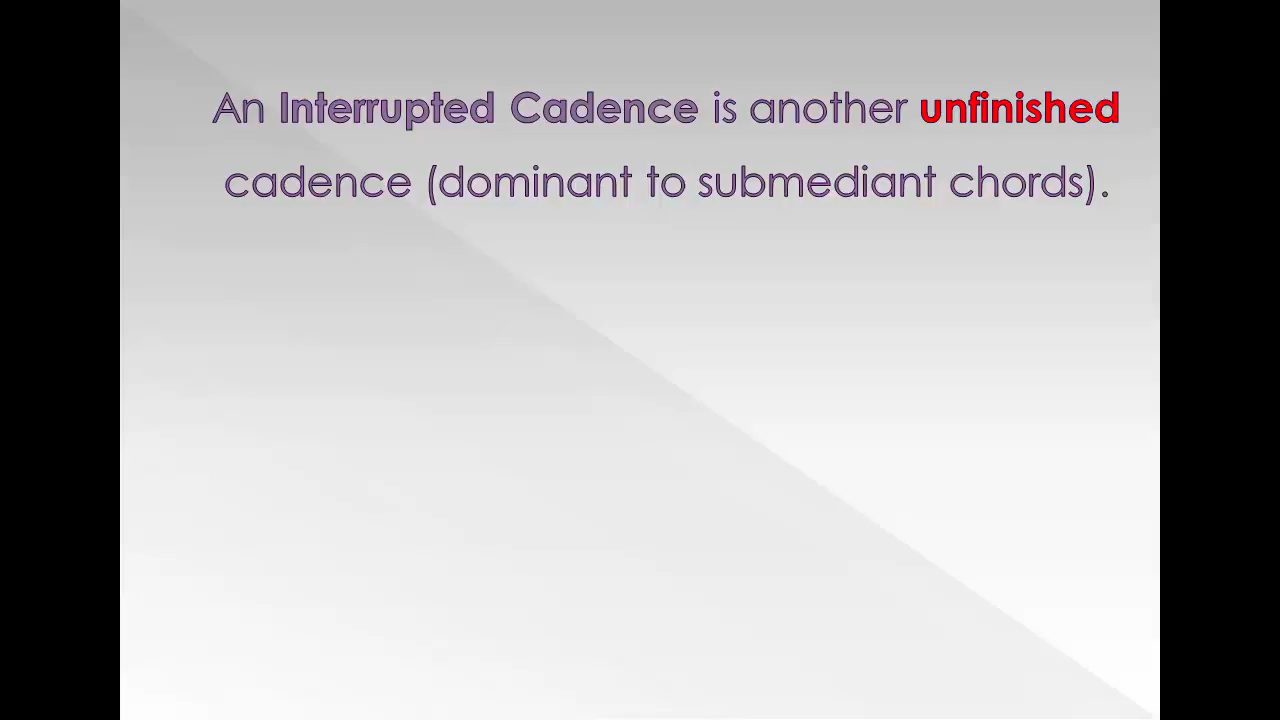 An Interrupted Cadence is another unfinished
cadence (dominant to submediant chords).